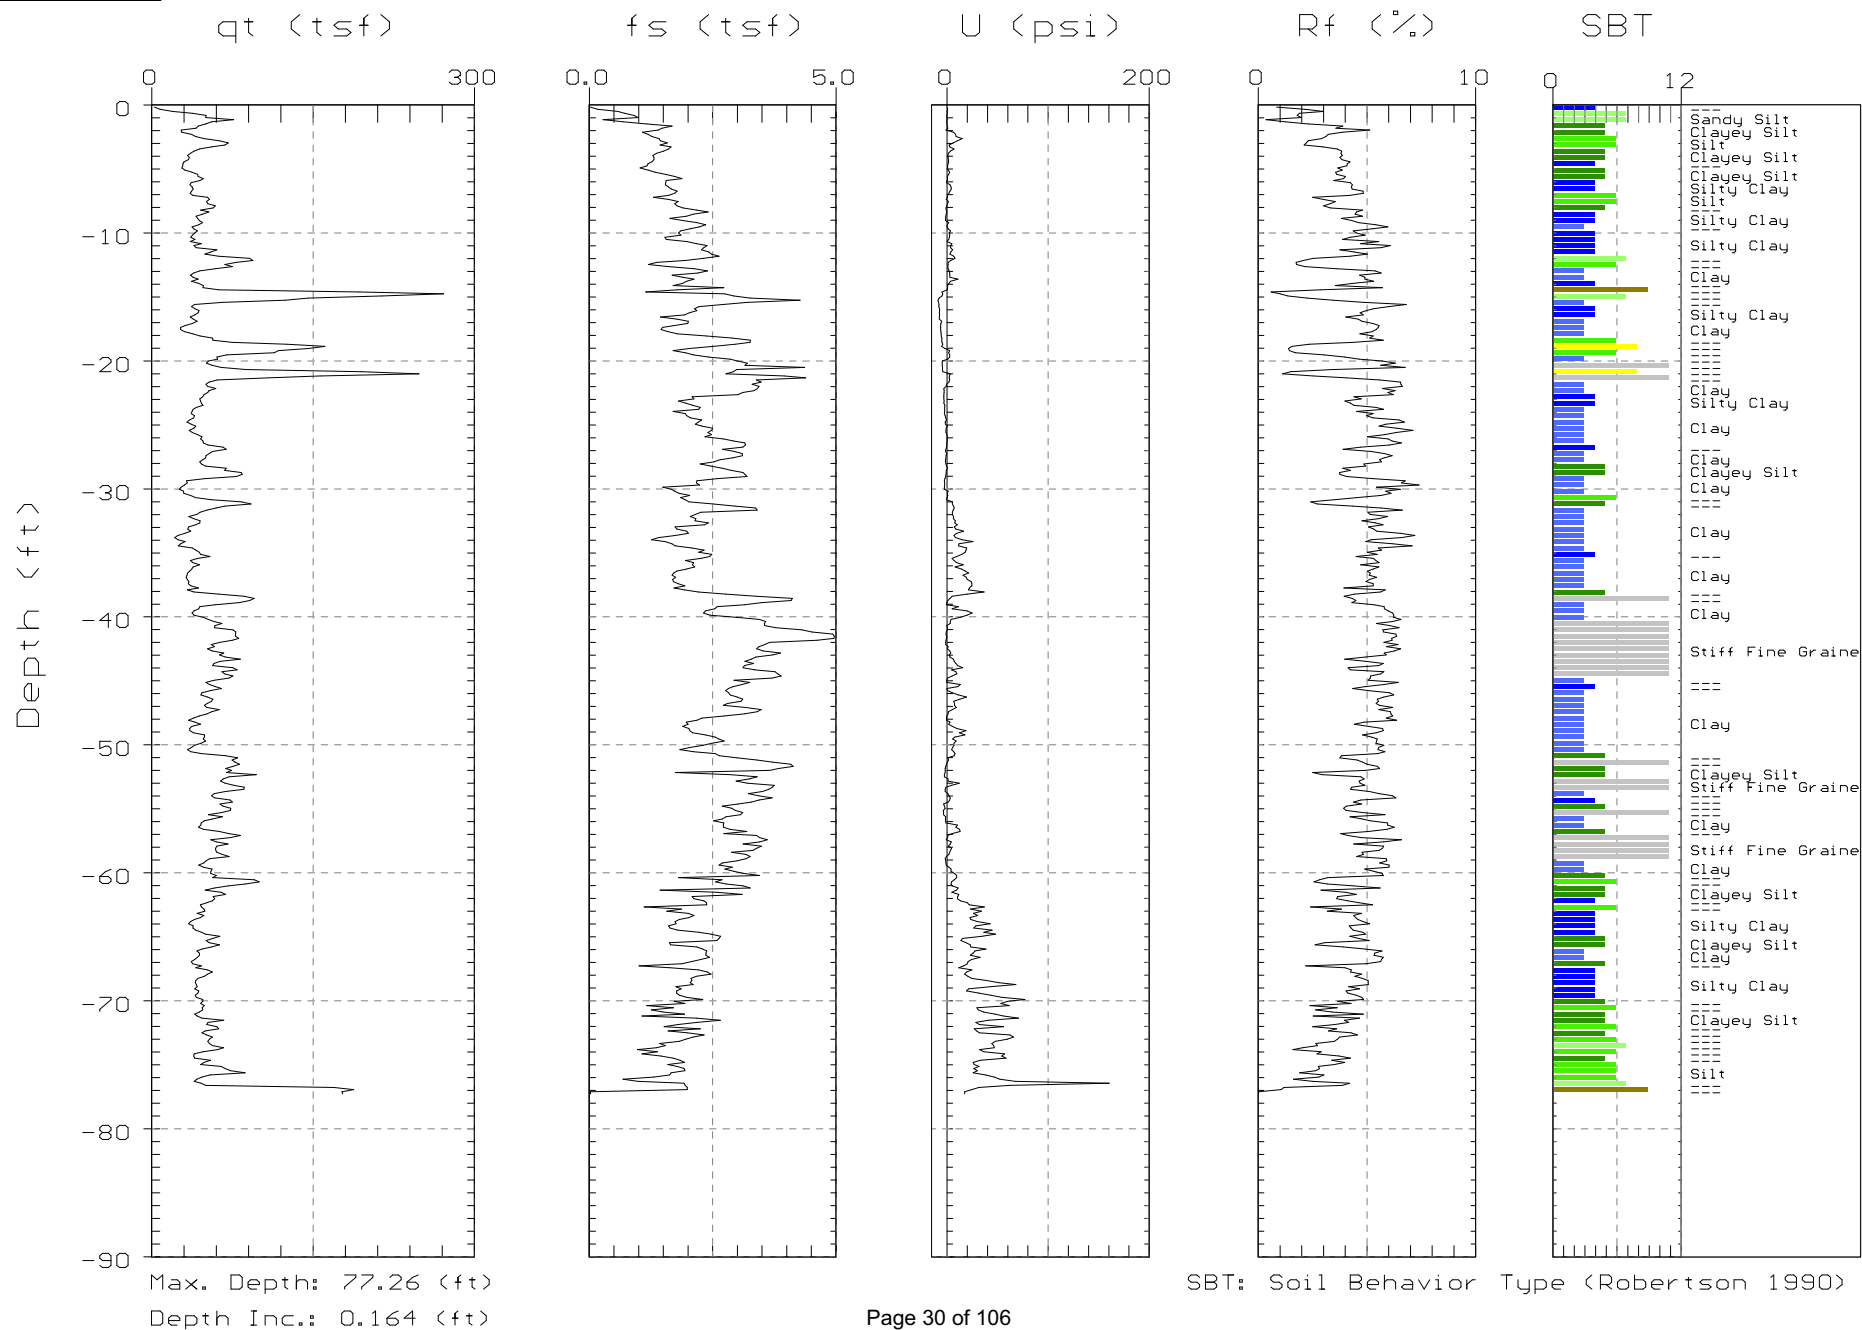 qt (tsf) fs (tsf) U (psi) Rf (%) SBT
0 300 0.0 5.0 0 200 0 10 0 12
0
-10
-20
-30
-40
-50
-60
-70
-80
-90
Depth (ft)
Sandy Silt
Clayey Silt
Silt
Clayey Silt
---
Clayey Silt
Silty Clay
Silt
---
Silty Clay
---
Silty Clay
---
---
Clay
---
---
---
Silty Clay
Clay
---
---
---
---
---
---
---
Clay
Silty Clay
Clay
---
Clay
Clayey Silt
Clay
---
---
Clay
---
Clay
---
---
Clay
Stiff Fine Graine
---
Clay
---
Clayey Silt
Stiff Fine Graine
---
---
---
Clay
---
Stiff Fine Graine
Clay
---
---
Clayey Silt
---
---
Silty Clay
Clayey Silt
Clay
---
Silty Clay
---
---
Clayey Silt
---
---
---
---
---
---
Silt
---
---
Max. Depth: 77.26 (ft)
Depth Inc.: 0.164 (ft)
SBT: Soil Behavior Type (Robertson 1990)
Page 30 of 106